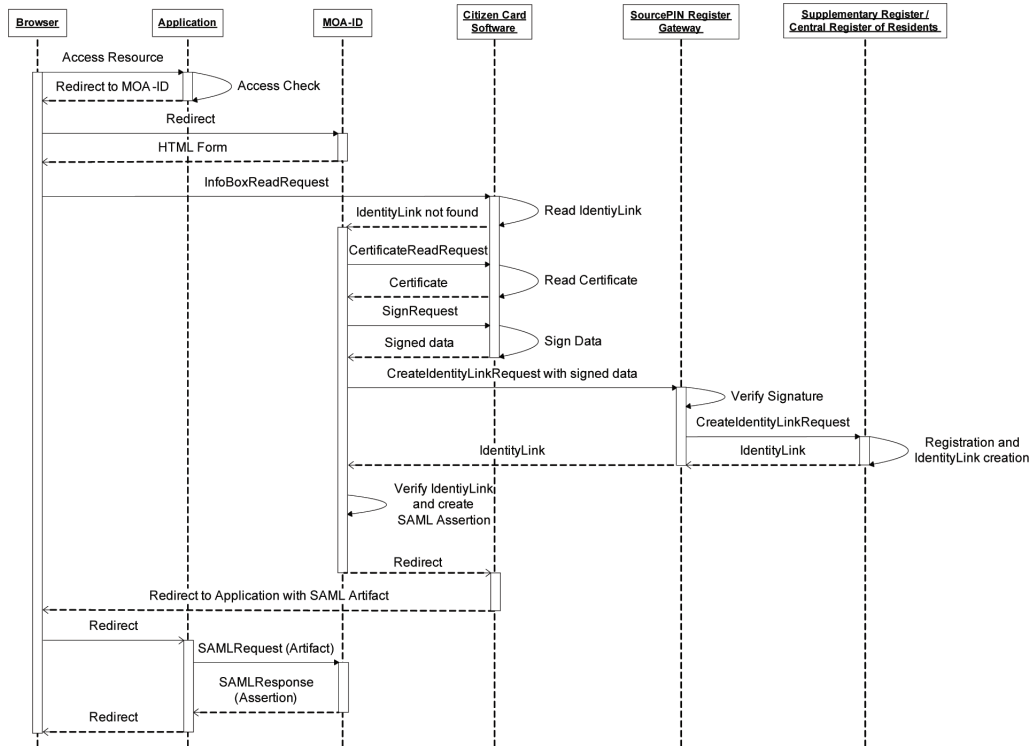 Browser
Application
MOA-ID
Citizen Card
Software
SourcePIN Register
Gateway
Supplementary Register /
Central Register of Residents
Access Resource
Redirect to MOA-ID
Access Check
Redirect
HTML Form
InfoBoxReadRequest
IdentityLink not found
Read IdentiyLink
CertificateReadRequest
Certificate
Read Certificate
SignRequest
Signed data
Sign Data
CreateIdentityLinkRequest with signed data
Verify Signature
CreateIdentityLinkRequest
Registration and
IdentityLink creation
IdentityLink
IdentityLink
Verify IdentiyLink
and create
SAML Assertion
Redirect
Redirect to Application with SAML Artifact
Redirect
SAMLRequest (Artifact)
SAMLResponse
(Assertion)
Redirect